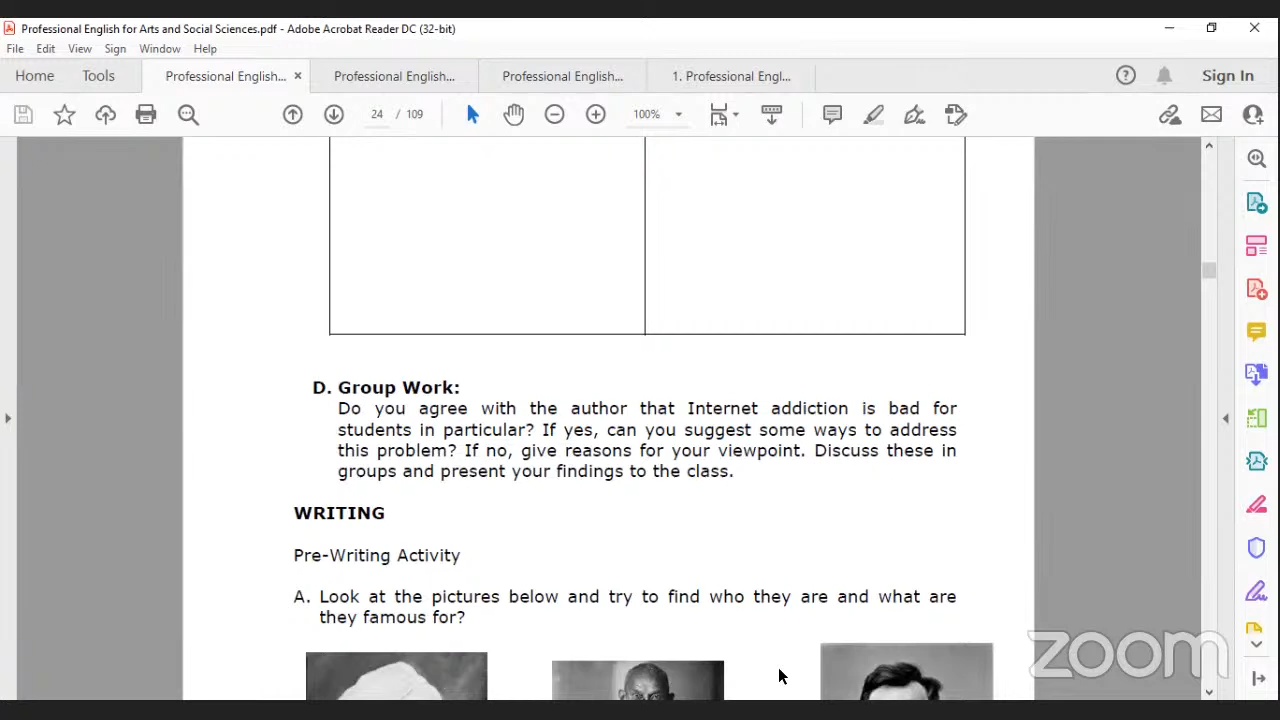 Professional English for Arts and Social Sciences.pdf - Adobe Acrobat Reader DC (32-bit)
File Edit View Sign Window Help
Home Tools Professional English... × Professional English... Professional English... 1. Professional Engl... Sign In
24 / 109 100%
D. Group Work:
Do you agree with the author that Internet addiction is bad for
students in particular? If yes, can you suggest some ways to address
this problem? If no, give reasons for your viewpoint. Discuss these in
groups and present your findings to the class.
WRITING
Pre-Writing Activity
A. Look at the pictures below and try to find who they are and what are
they famous for?
zoom